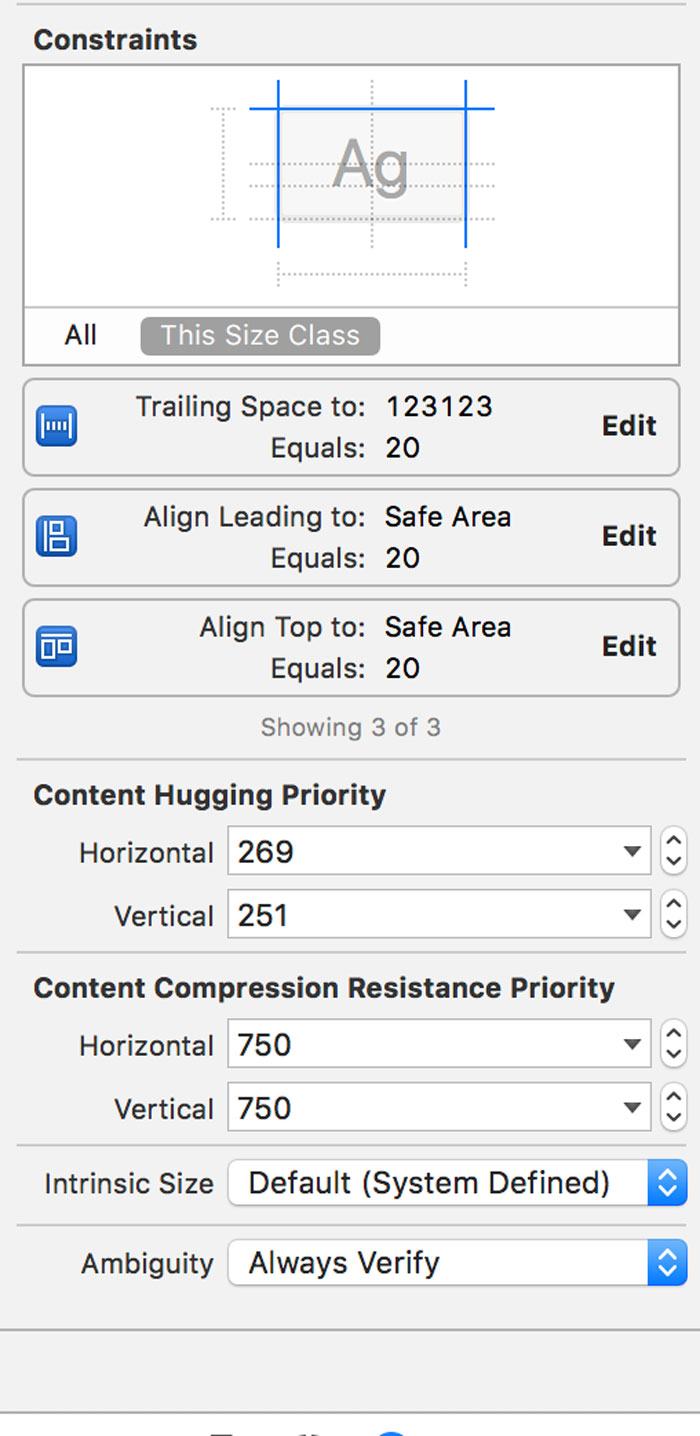 Constraints
Ag
All This Size Class
Trailing Space to: 123123 Edit
Equals: 20
Align Leading to: Safe Area Edit
Equals: 20
Align Top to: Safe Area Edit
Equals: 20
Showing 3 of 3
Content Hugging Priority
Horizontal 269
Vertical 251
Content Compression Resistance Priority
Horizontal 750
Vertical 750
Intrinsic Size Default (System Defined)
Ambiguity Always Verify